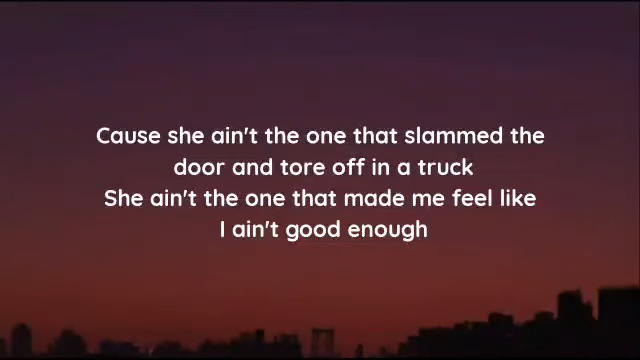 Cause she ain't the one that slammed the
door and tore off in a truck
She ain't the one that made me feel like
I ain't good enough